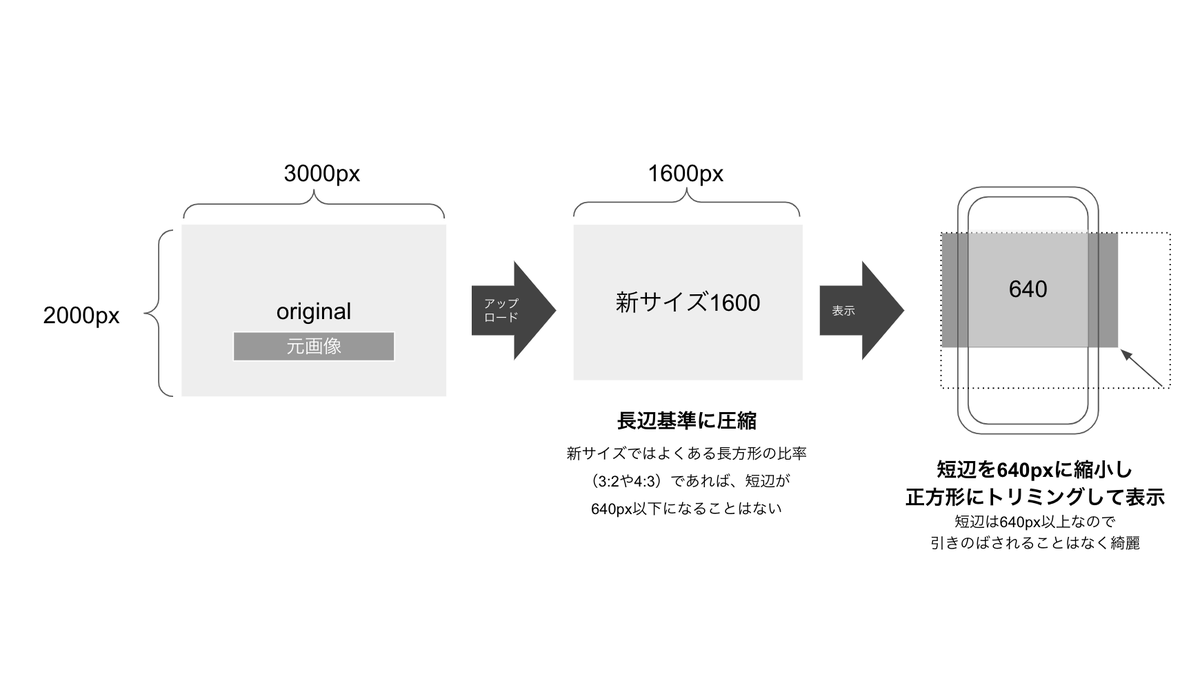 3000px
2000px
original
元画像
アップ
ロード
1600px
新サイズ1600
長辺基準に圧縮
新サイズではよくある長方形の比率
（3:2や4:3）であれば、短辺が
640px以下になることはない
表示
640
短辺を640pxに縮小し
正方形にトリミングして表示
短辺は640px以上なので
引きのばされることはなく綺麗